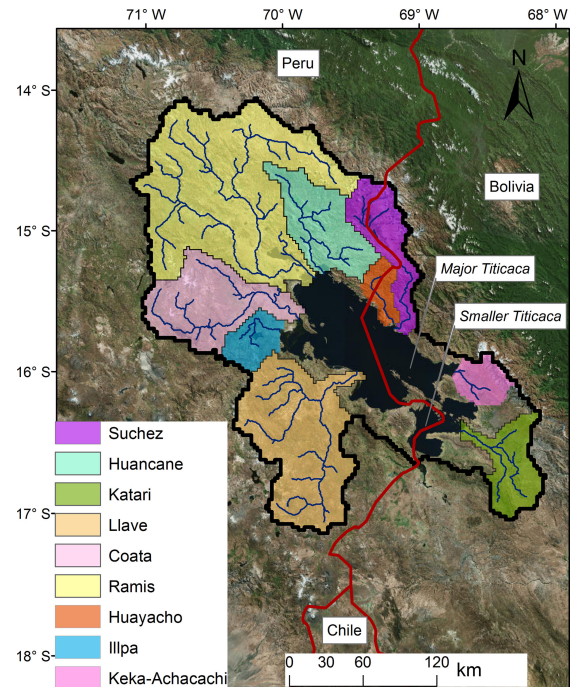 71° W 70° W 69° W 68° W
Peru
N
14° S
Bolivia
15° S
Major Titicaca
Smaller Titicaca
16° S
Suchez
Huancane
Katari
17° S
Llave
Coata
Ramis
Huayacho
Illpa
Keka-Achacachi
18° S
Chile
0 30 60 120 km